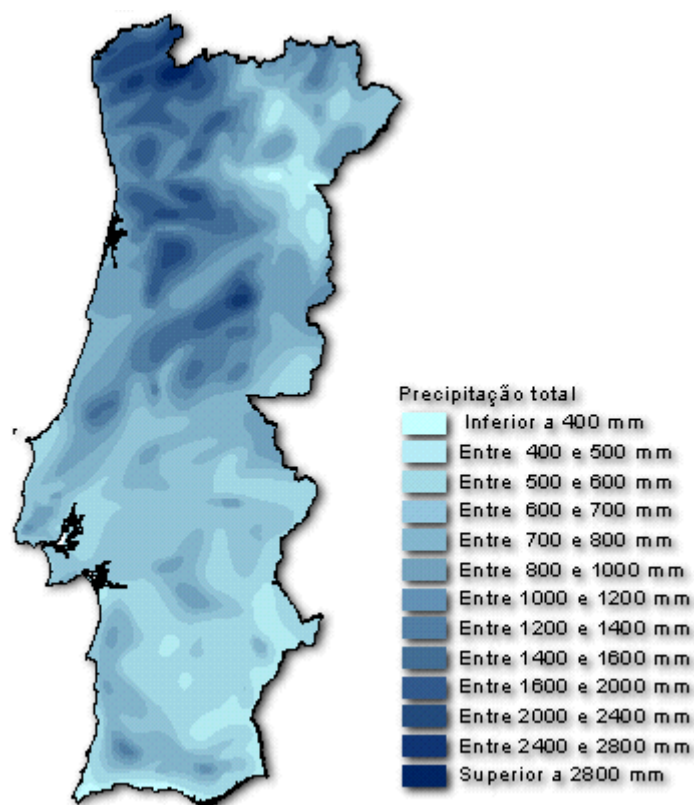 Precipitação total
Inferior a 400 mm
Entre 400 e 500 mm
Entre 500 e 600 mm
Entre 600 e 700 mm
Entre 700 e 800 mm
Entre 800 e 1000 mm
Entre 1000 e 1200 mm
Entre 1200 e 1400 mm
Entre 1400 e 1600 mm
Entre 1600 e 2000 mm
Entre 2000 e 2400 mm
Entre 2400 e 2800 mm
Superior a 2800 mm